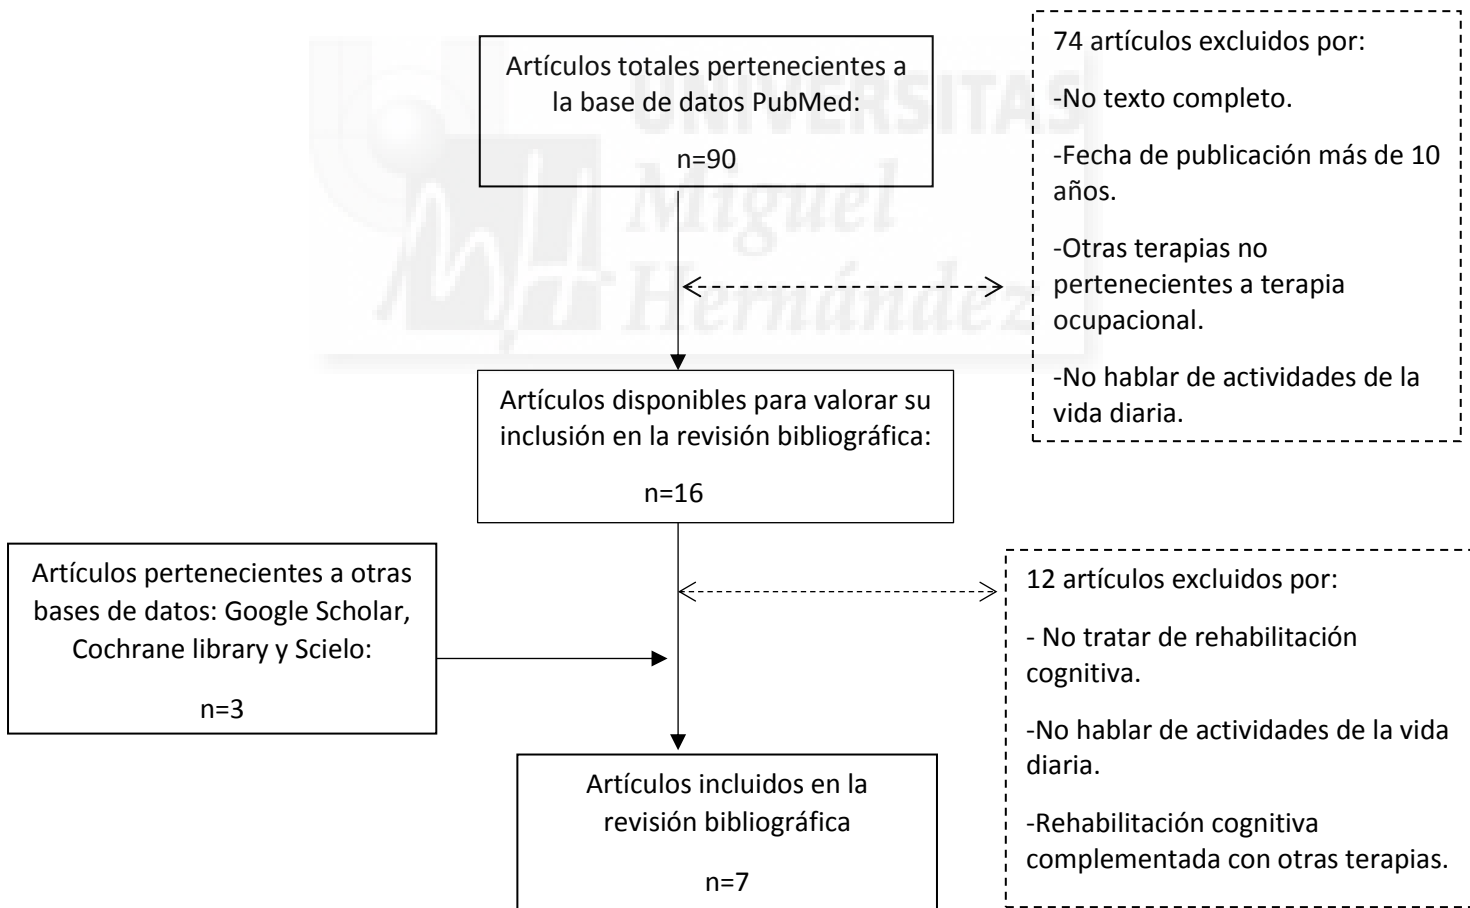 UNIVERSITAS
Miguel
Hernández
Artículos totales pertenecientes a
la base de datos PubMed:
n=90
74 artículos excluidos por:
-No texto completo.
-Fecha de publicación más de 10
años.
-Otras terapias no
pertenecientes a terapia
ocupacional.
-No hablar de actividades de la
vida diaria.
Artículos disponibles para valorar su
inclusión en la revisión bibliográfica:
n=16
Artículos pertenecientes a otras
bases de datos: Google Scholar,
Cochrane library y Scielo:
n=3
12 artículos excluidos por:
- No tratar de rehabilitación
cognitiva.
-No hablar de actividades de la vida
diaria.
-Rehabilitación cognitiva
complementada con otras terapias.
Artículos incluidos en la
revisión bibliográfica
n=7